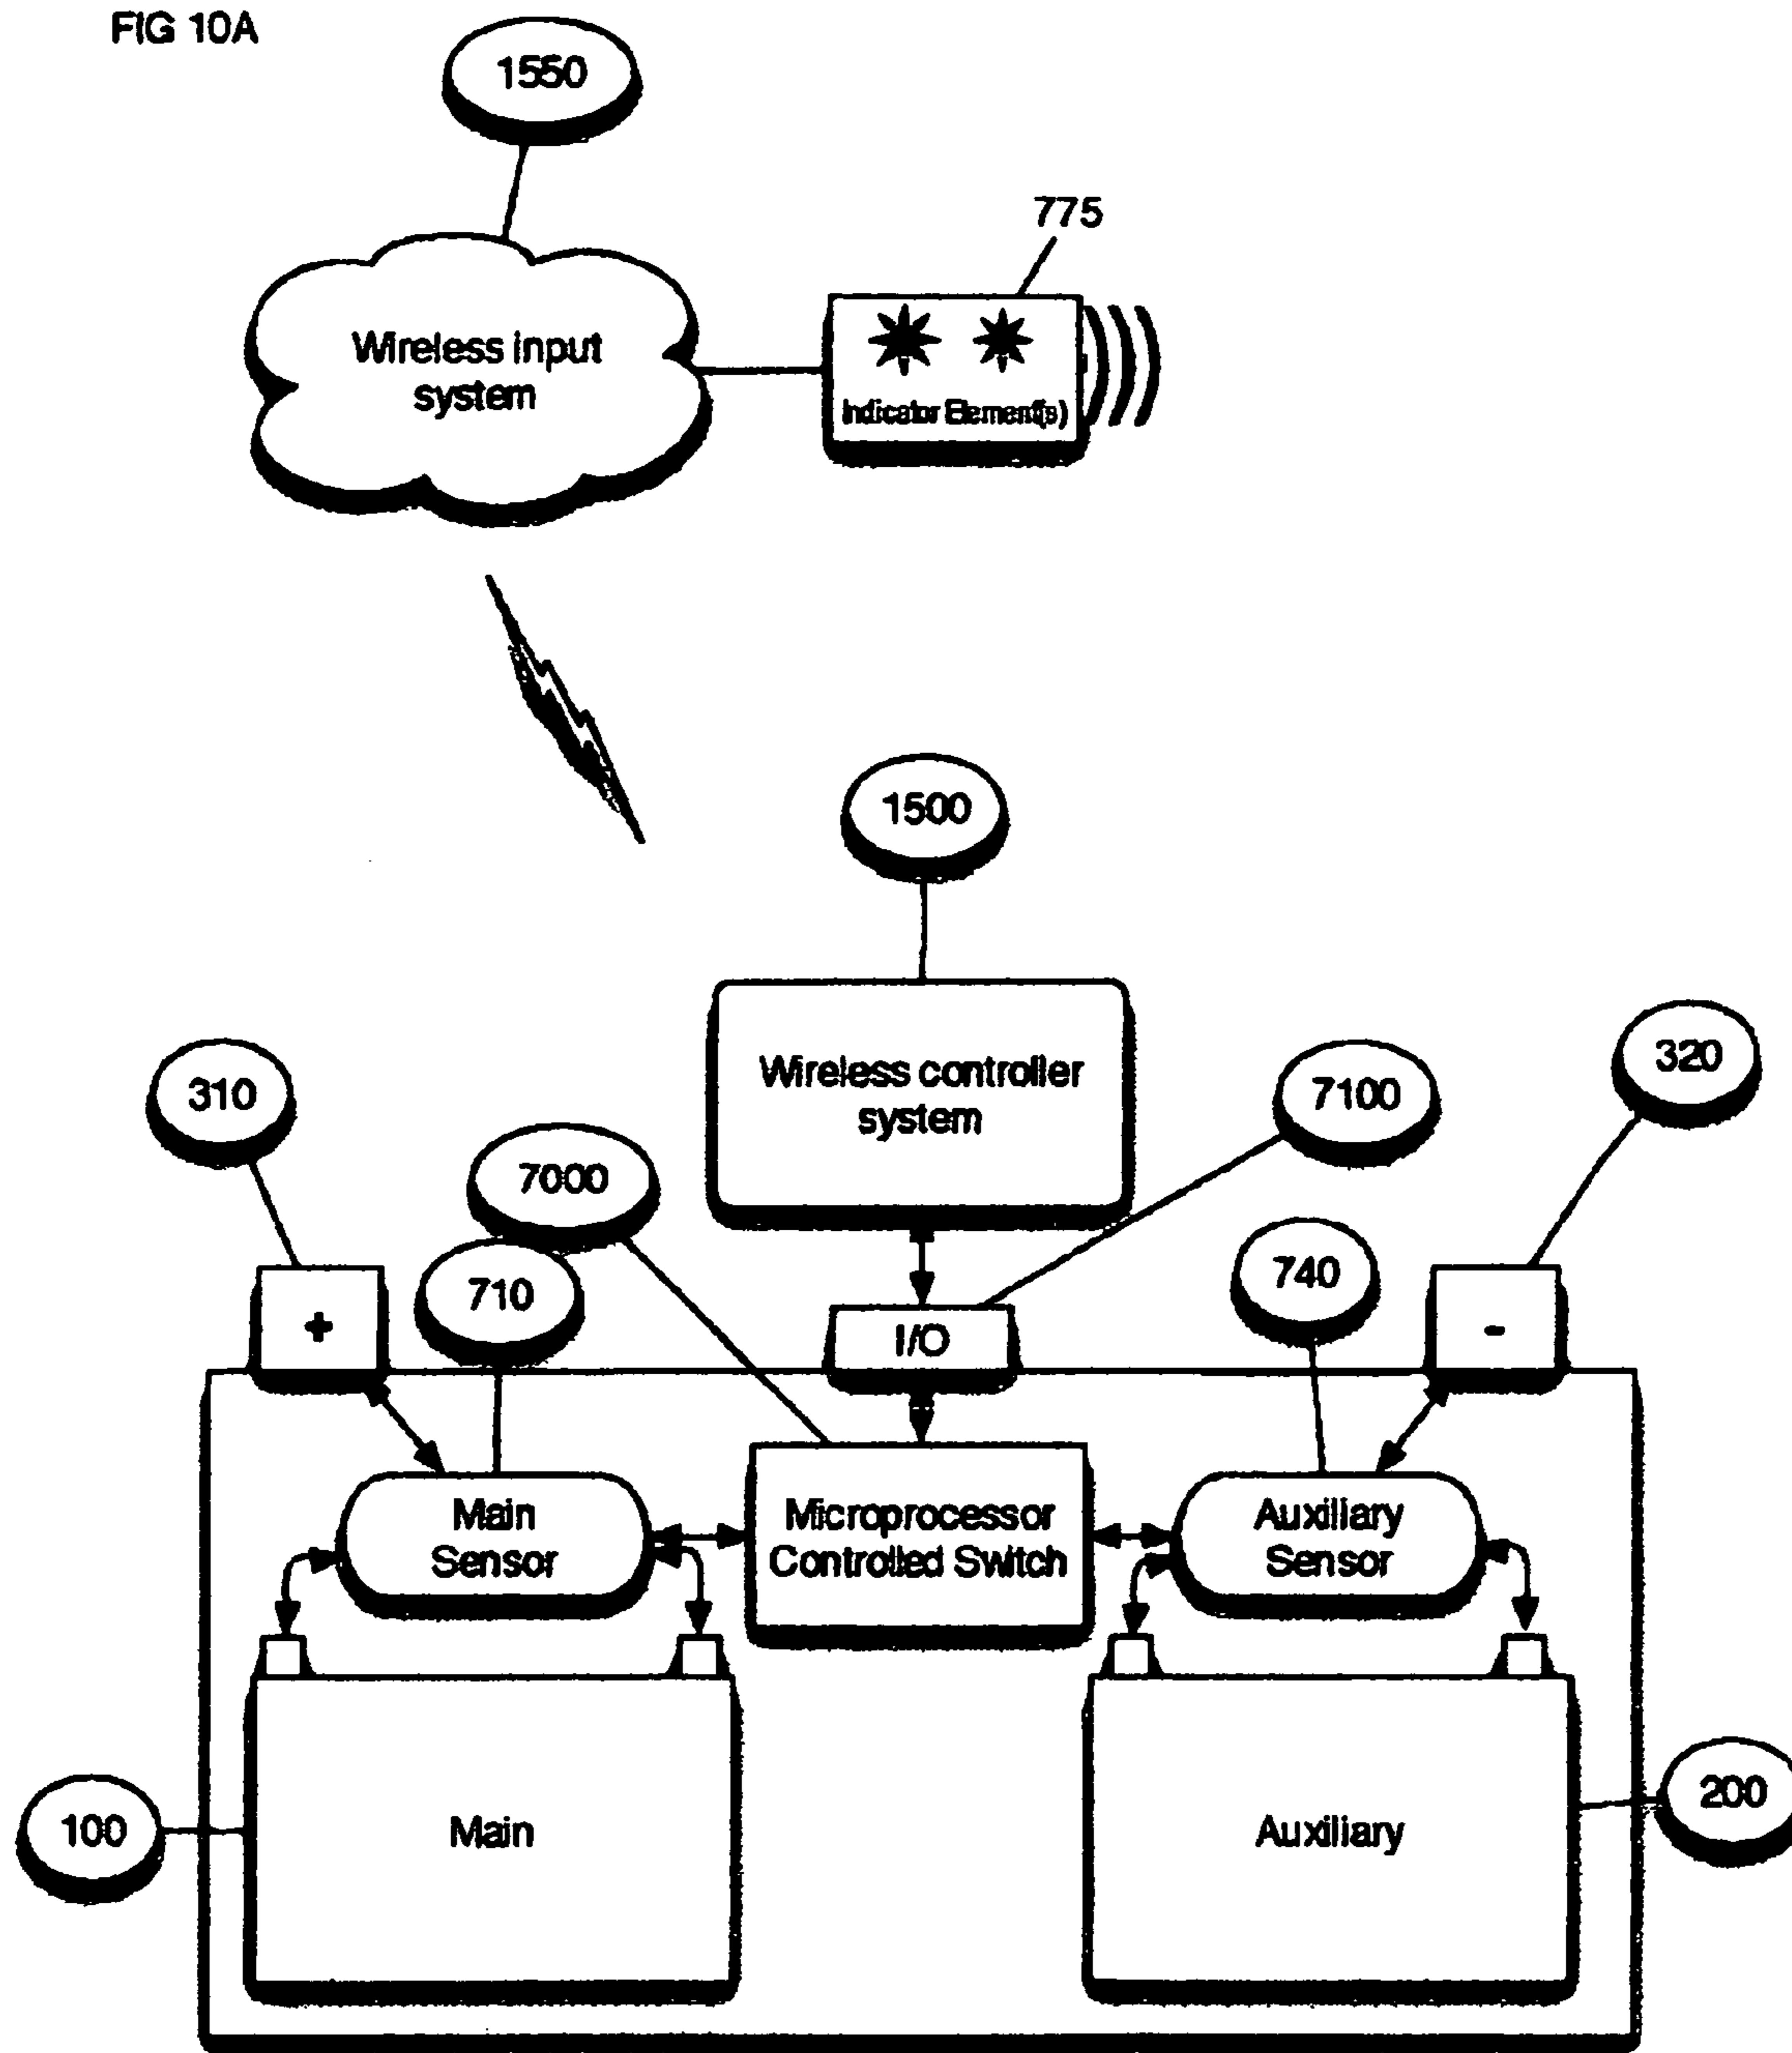 FIG 10A
1550
775
Wireless input
system
Indicator Element(s)
1500
Wireless controller
system
310
320
7100
7000
740
710
+
I/O
-
Main
Sensor
Microprocessor
Controlled Switch
Auxiliary
Sensor
100
Main
Auxiliary
200